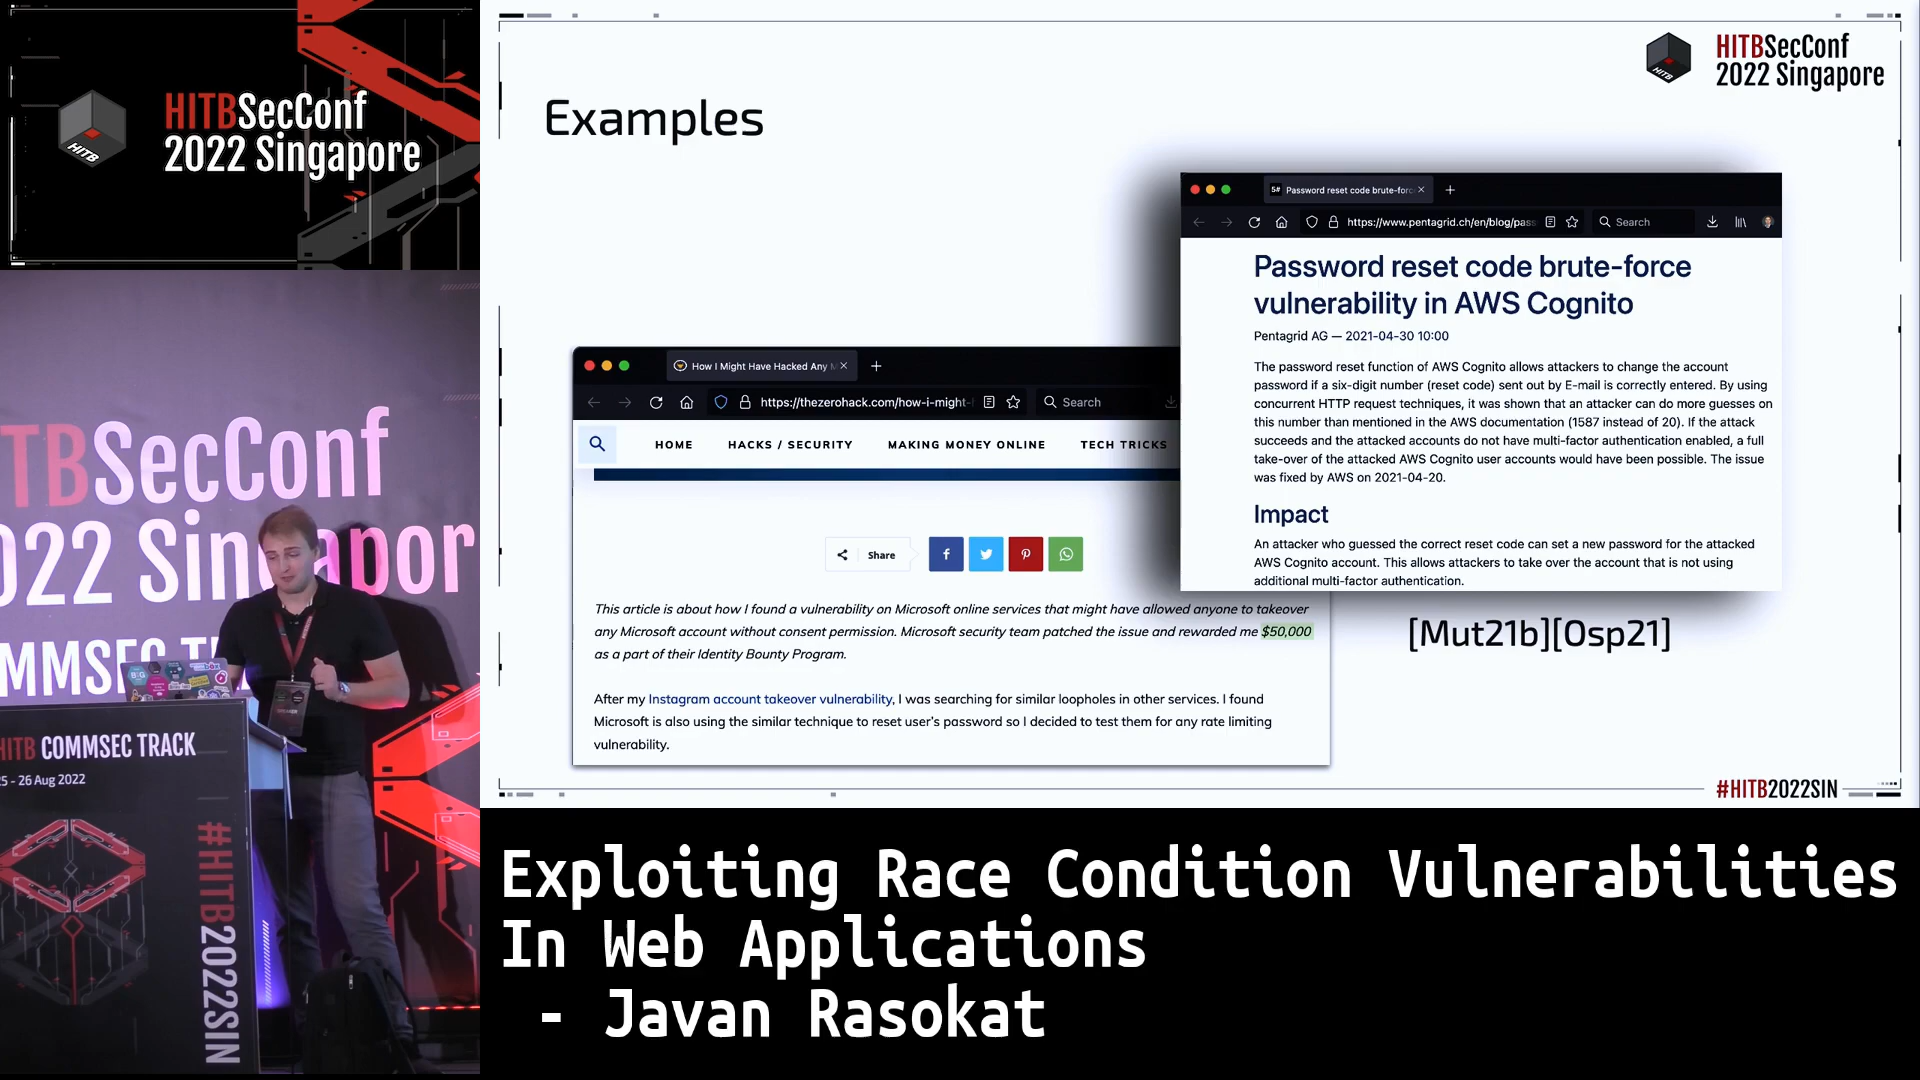 HITBSecConf
2022 Singapore
HITB
TBSecConf
022 Singapor
HITB COMMSEC TRACK
25 - 26 Aug 2022
#HITB2022SIN
HITB
HITBSecConf
2022 Singapore
Examples
How I Might Have Hacked Any M
https://thezerohack.com/how-i-might-
Search
HOME
HACKS / SECURITY
MAKING MONEY ONLINE
TECH TRICKS
Share
This article is about how I found a vulnerability on Microsoft online services that might have allowed anyone to takeover
any Microsoft account without consent permission. Microsoft security team patched the issue and rewarded me $50,000
as a part of their Identity Bounty Program.
After my Instagram account takeover vulnerability, I was searching for similar loopholes in other services. I found
Microsoft is also using the similar technique to reset user's password so I decided to test them for any rate limiting
vulnerability.
5# Password reset code brute-forc
https://www.pentagrid.ch/en/blog/pass
Search
Password reset code brute-force
vulnerability in AWS Cognito
Pentagrid AG — 2021-04-30 10:00
The password reset function of AWS Cognito allows attackers to change the account
password if a six-digit number (reset code) sent out by E-mail is correctly entered. By using
concurrent HTTP request techniques, it was shown that an attacker can do more guesses on
this number than mentioned in the AWS documentation (1587 instead of 20). If the attack
succeeds and the attacked accounts do not have multi-factor authentication enabled, a full
take-over of the attacked AWS Cognito user accounts would have been possible. The issue
was fixed by AWS on 2021-04-20.
Impact
An attacker who guessed the correct reset code can set a new password for the attacked
AWS Cognito account. This allows attackers to take over the account that is not using
additional multi-factor authentication.
[Mut21b][Osp21]
#HITB2022SIN
Exploiting Race Condition Vulnerabilities
In Web Applications
- Javan Rasokat